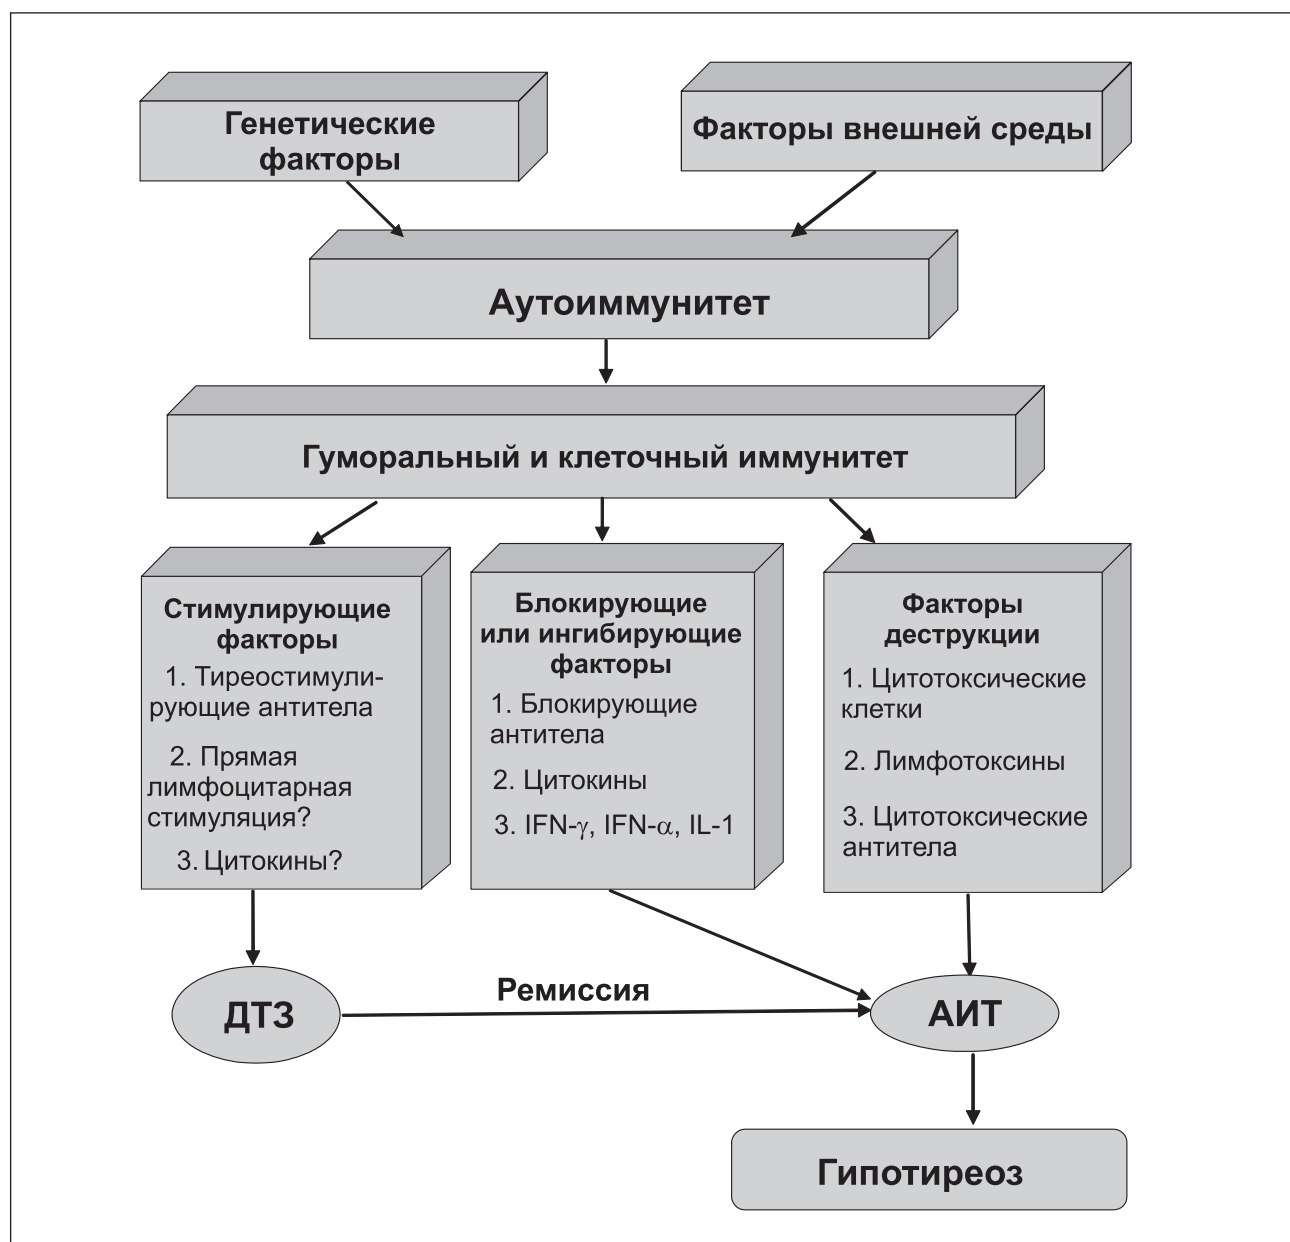 Генетические
факторы
Факторы внешней среды
Аутоиммунитет
Гуморальный и клеточный иммунитет
Стимулирующие
факторы
1. Тиреостимули-
рующие антитела
2. Прямая
лимфоцитарная
стимуляция?
3. Цитокины?
Блокирующие
или ингибирующие
факторы
1. Блокирующие
антитела
2. Цитокины
3. IFN-γ, IFN-α, IL-1
Факторы
деструкции
1. Цитотоксические
клетки
2. Лимфотоксины
3. Цитотоксические
антитела
ДТЗ
Ремиссия
АИТ
Гипотиреоз